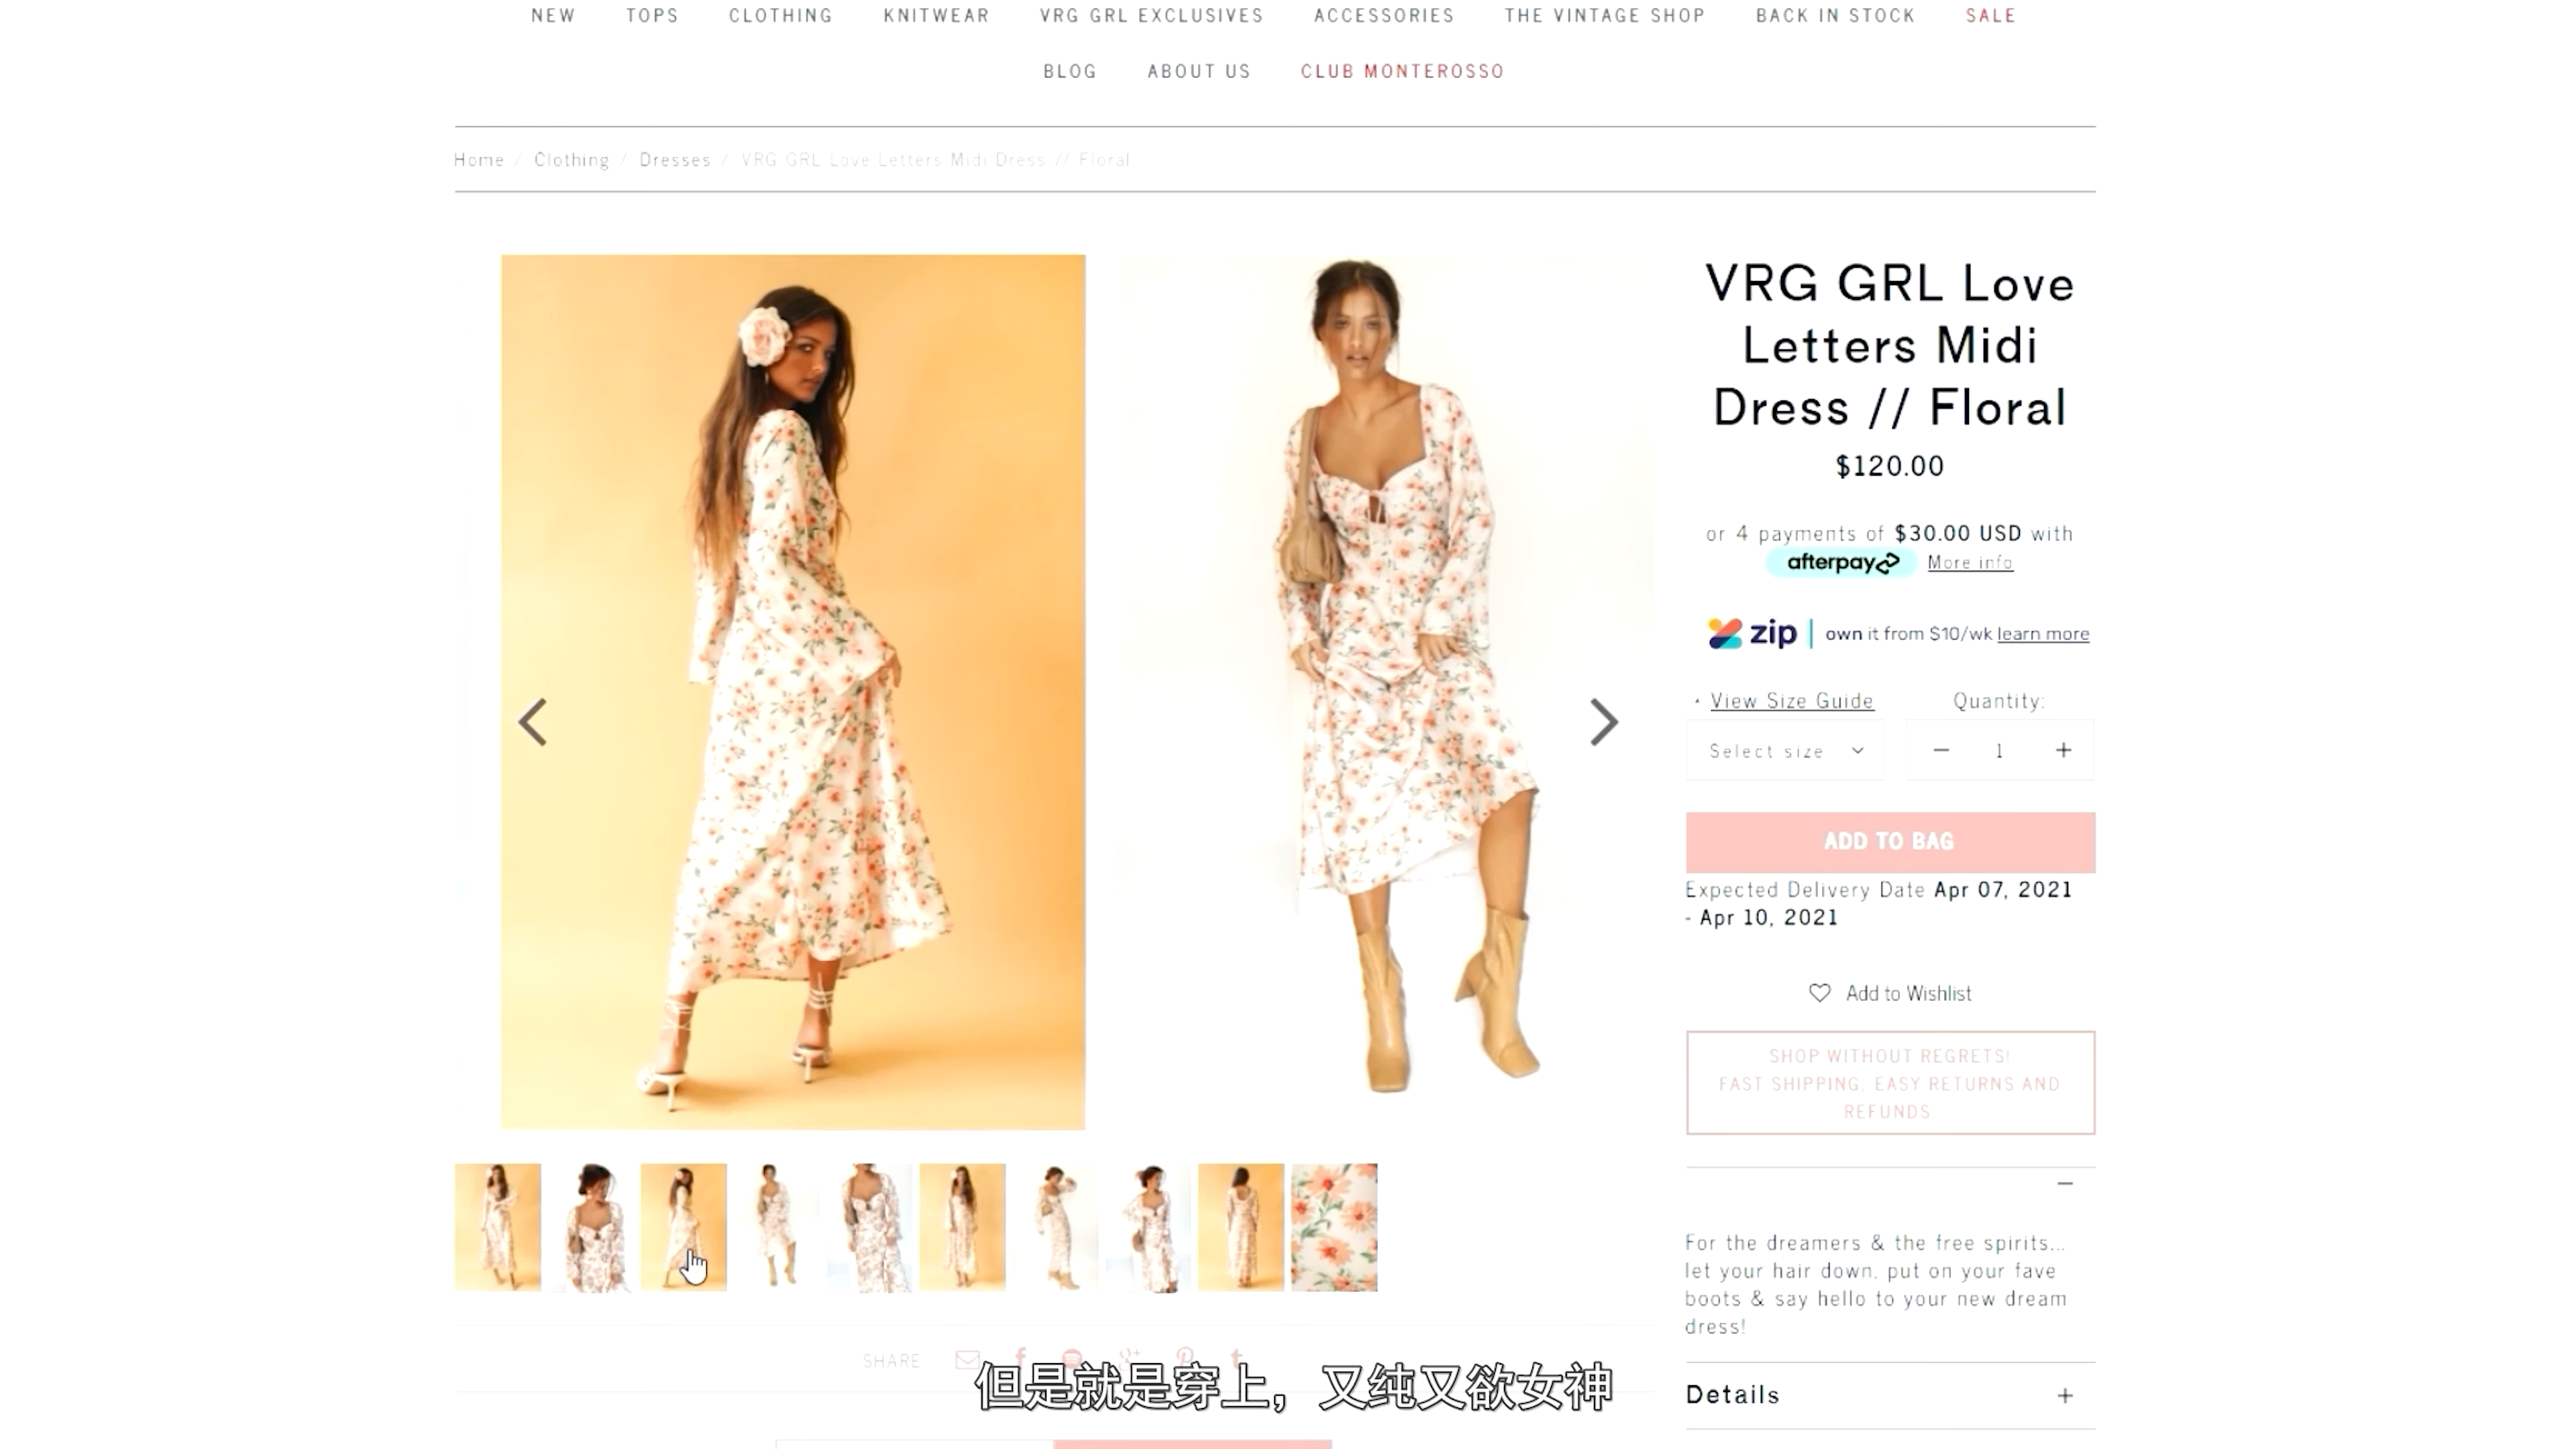 NEW TOPS CLOTHING KNITWEAR VRG GRL EXCLUSIVES ACCESSORIES THE VINTAGE SHOP BACK IN STOCK SALE
BLOG ABOUT US CLUB MONTEROSSO
Home / Clothing / Dresses / VRG GRL Love Letters Midi Dress // Floral
VRG GRL Love
Letters Midi
Dress // Floral
$120.00
or 4 payments of $30.00 USD with
afterpay More info
zip | own it from $10/wk learn more
View Size Guide Quantity:
Select size − 1 +
ADD TO BAG
Expected Delivery Date Apr 07, 2021
- Apr 10, 2021
Add to Wishlist
SHOP WITHOUT REGRETS!
FAST SHIPPING, EASY RETURNS AND
REFUNDS.
For the dreamers & the free spirits...
let your hair down, put on your fave
boots & say hello to your new dream
dress!
Details +
SHARE
但是就是穿上，又纯又欲女神